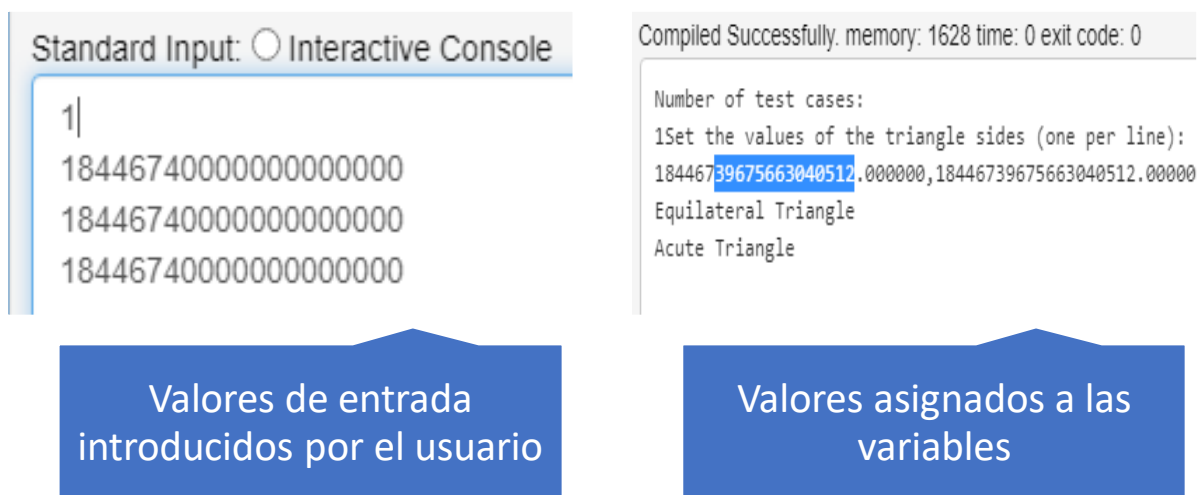 Standard Input: Interactive Console
1
18446740000000000000
18446740000000000000
18446740000000000000
Valores de entrada
introducidos por el usuario
Compiled Successfully. memory: 1628 time: 0 exit code: 0
Number of test cases:
1Set the values of the triangle sides (one per line):
18446739675663040512.000000,18446739675663040512.00000
Equilateral Triangle
Acute Triangle
Valores asignados a las
variables